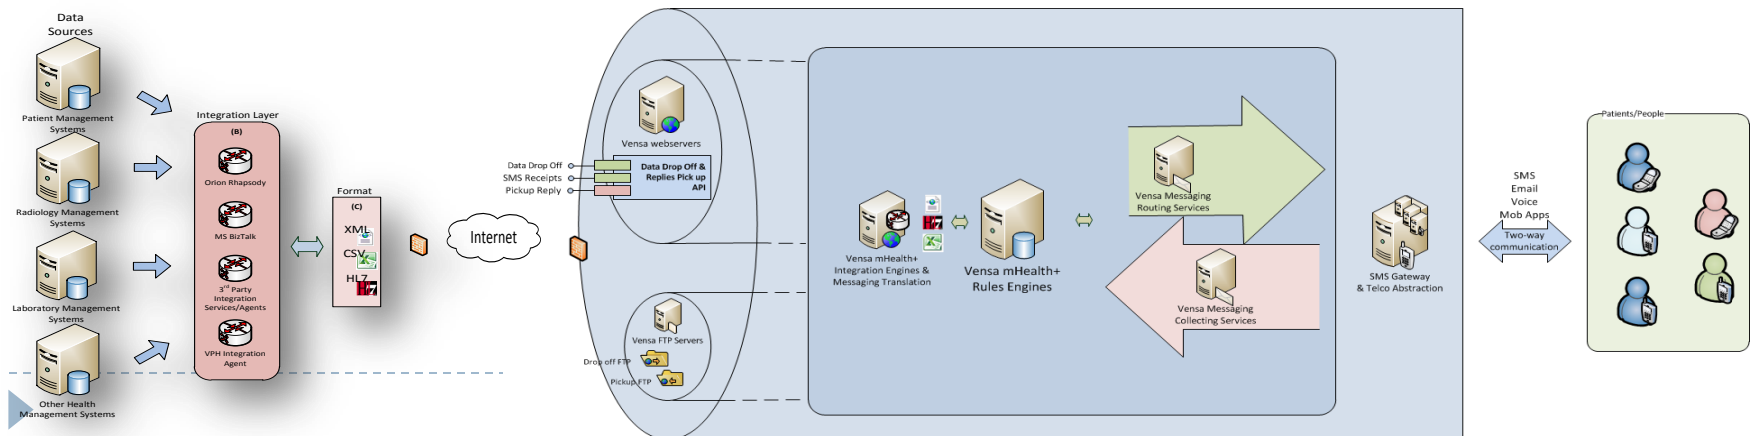 Data
Sources
Patient Management
Systems
Radiology Management
Systems
Laboratory Management
Systems
Other Health
Management Systems
Integration Layer
(B)
Orion Rhapsody
MS BizTalk
3rd Party
Integration
Services/Agents
VPH Integration
Agent
Format
(C)
XML
CSV
HL7
H7
Internet
Vensa webservers
Data Drop Off
SMS Receipts
Pickup Reply
Data Drop Off &
Replies Pick up
API
Vensa FTP Servers
Drop off FTP
Pickup FTP
Vensa mHealth+
Integration Engines &
Messaging Translation
H7
Vensa mHealth+
Rules Engines
Vensa Messaging
Routing Services
Vensa Messaging
Collecting Services
SMS Gateway
& Telco Abstraction
SMS
Email
Voice
Mob Apps
Two-way
communication
Patients/People